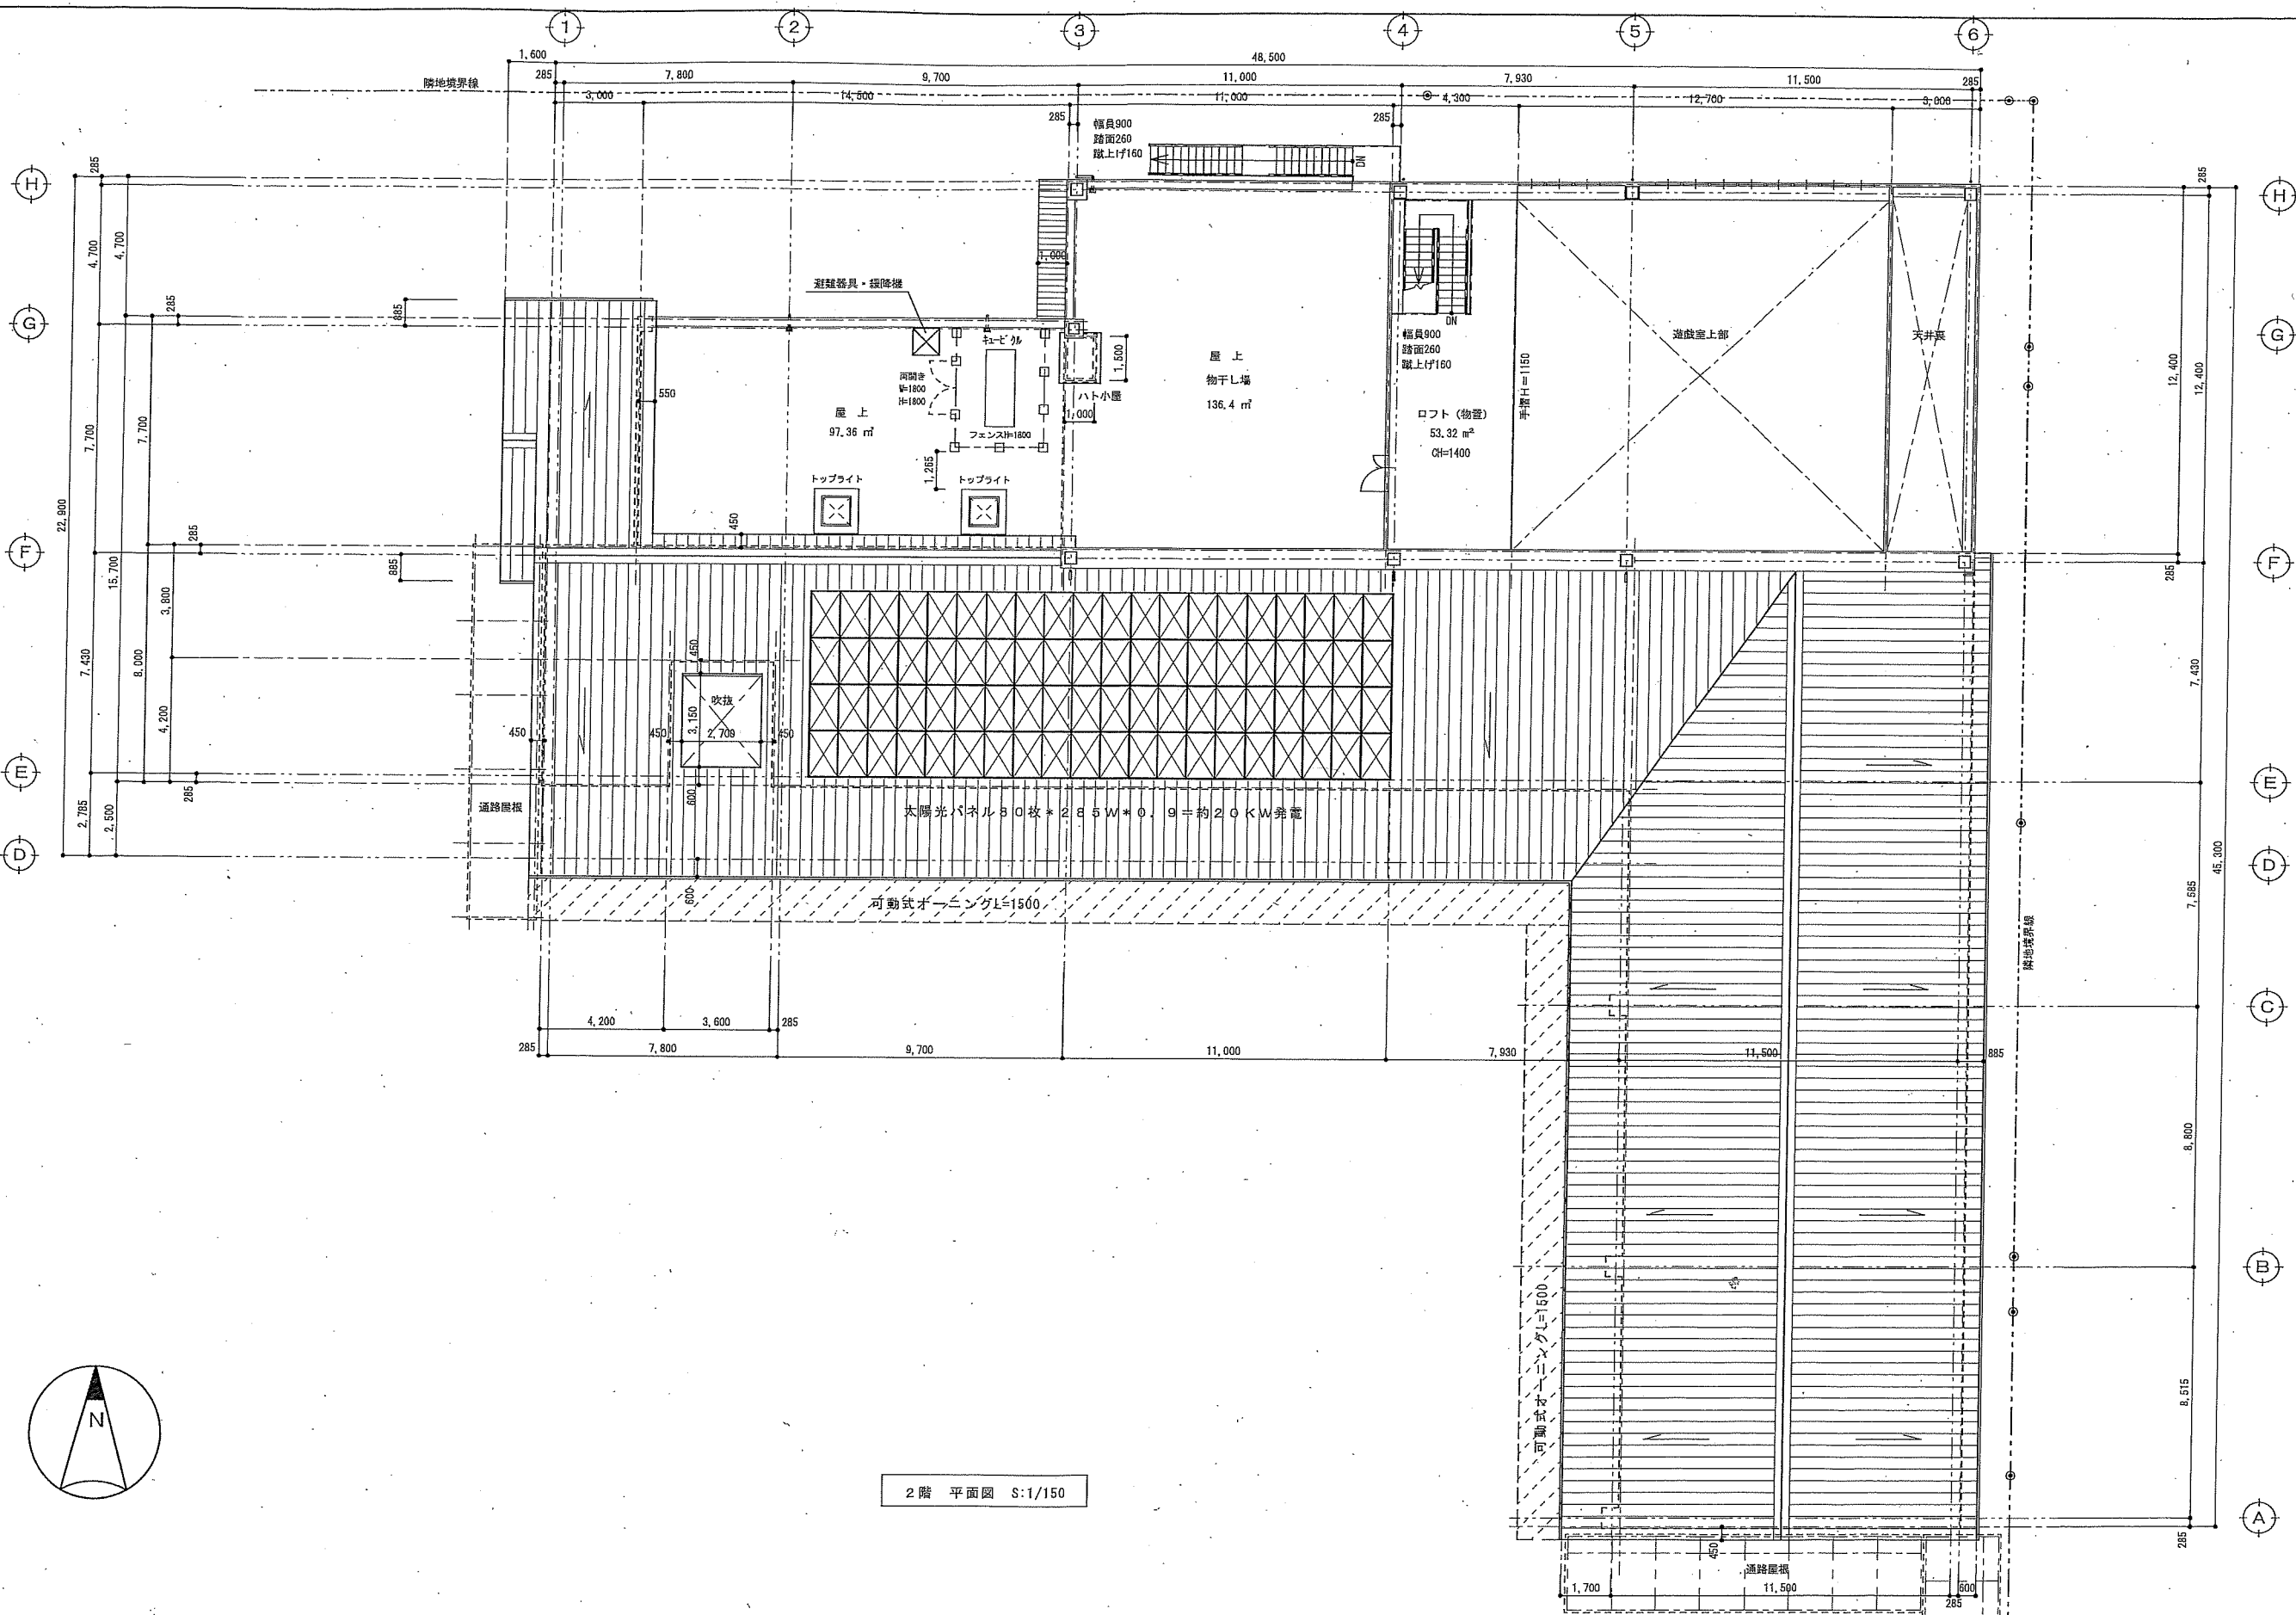 1 2 3 4 5 6
1,600 48,500
285 7,800 9,700 11,000 7,930 11,500 285
隣地境界線
3,000 14,500 11,000 4,300 12,700 3,000
285 285
幅員900
踏面260
蹴上げ160
DN
H 285 285 H
4,700 4,700
1,000
避難器具・緩降機
G 285 885 G
キュービクル
両開き
W=1800
H=1800
1,500
屋 上
物干し場
136.4 ㎡
DN
幅員900
踏面260
蹴上げ160
手摺H=1150
遊戯室上部
天井裏
12,400 12,400
550
ハト小屋
1,000
屋 上
97.36 ㎡
フェンスH=1800
ロフト（物置）
53.32 m²
CH=1400
7,700 7,700
1,265
トップライト トップライト
22,900
450
F 285 F
885 285
15,700 3,800
7,430 8,000
450
吹抜
3,150
2,700
450 450 450
4,200
7,430
E 285 E
通路屋根
600
太陽光パネル80枚*285W*0.9=約20KW発電
2,785 2,500
D D
45,300
600
可動式オーニングL=1500
7,585
隣地境界線
C
4,200 3,600 285
285 7,800 9,700 11,000 7,930 11,500 885
8,800
B
可動式オーニングL=1500
8,515
N
2階 平面図 S:1/150
A
285
450
通路屋根
1,700 11,500 600
285